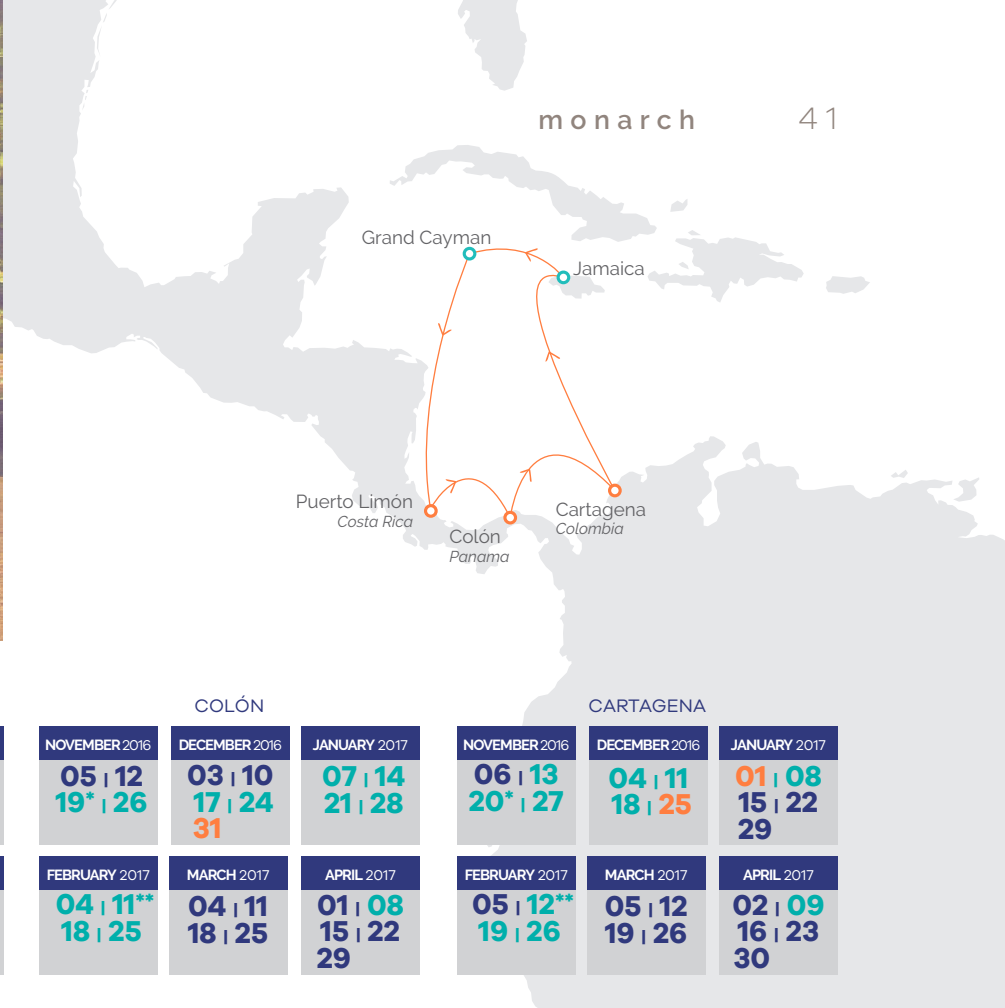 monarch 41
Grand Cayman
Jamaica
Puerto Limón
Costa Rica
Colón
Panama
Cartagena
Colombia
COLÓN
NOVEMBER 2016
05 | 12
19* | 26
DECEMBER 2016
03 | 10
17 | 24
31
JANUARY 2017
07 | 14
21 | 28
FEBRUARY 2017
04 | 11**
18 | 25
MARCH 2017
04 | 11
18 | 25
APRIL 2017
01 | 08
15 | 22
29
CARTAGENA
NOVEMBER 2016
06 | 13
20* | 27
DECEMBER 2016
04 | 11
18 | 25
JANUARY 2017
01 | 08
15 | 22
29
FEBRUARY 2017
05 | 12**
19 | 26
MARCH 2017
05 | 12
19 | 26
APRIL 2017
02 | 09
16 | 23
30